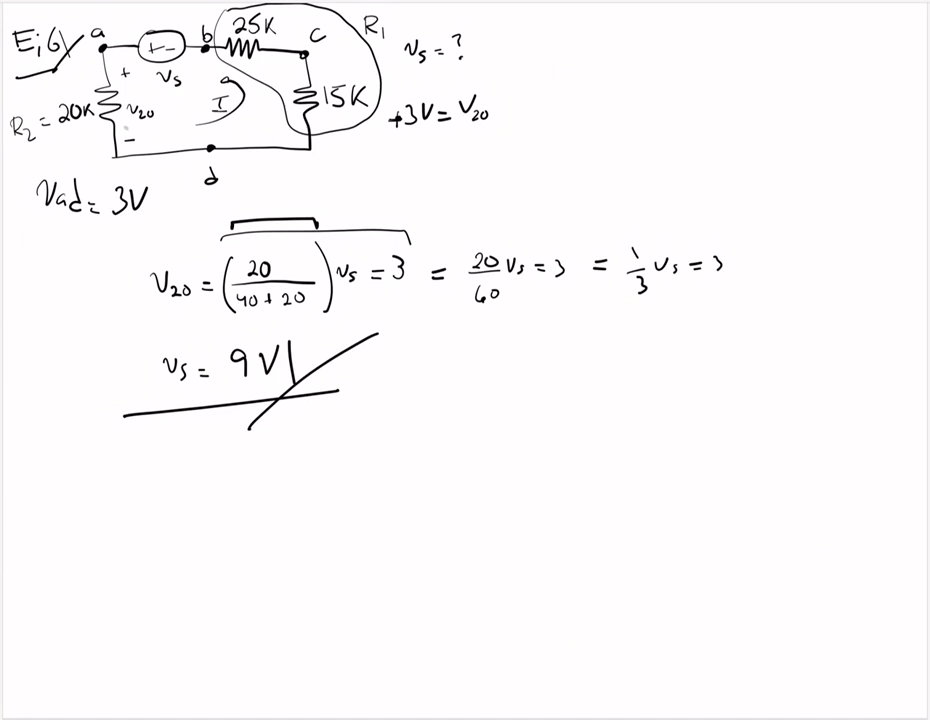 Ej6)
a
+ -
Vs
b
25K
c
R1
Vs = ?
+
V20
-
R2 = 20K
I
15K
+3V = V20
d
Vad = 3V
V20 = (20 / (40 + 20)) Vs = 3 = 20/60 Vs = 3 = 1/3 Vs = 3
Vs = 9V